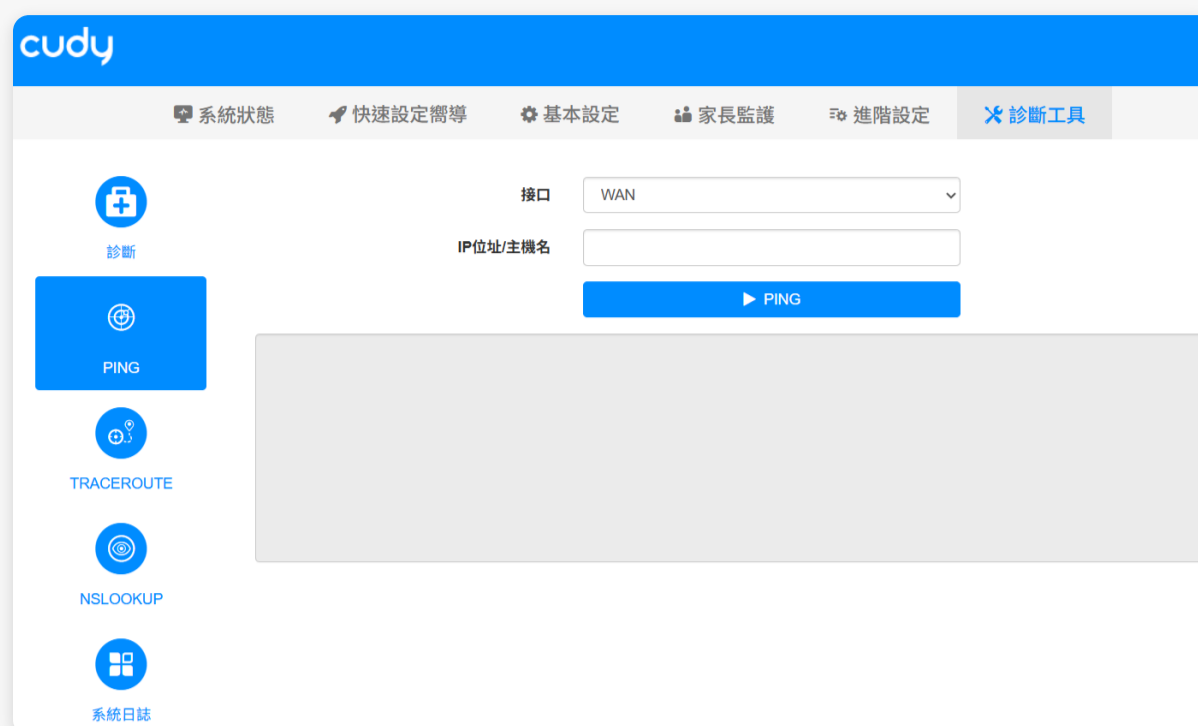 cudy
系統狀態 快速設定嚮導 基本設定 家長監護 進階設定 診斷工具
診斷
PING
TRACEROUTE
NSLOOKUP
系統日誌
接口 WAN
IP位址/主機名
PING